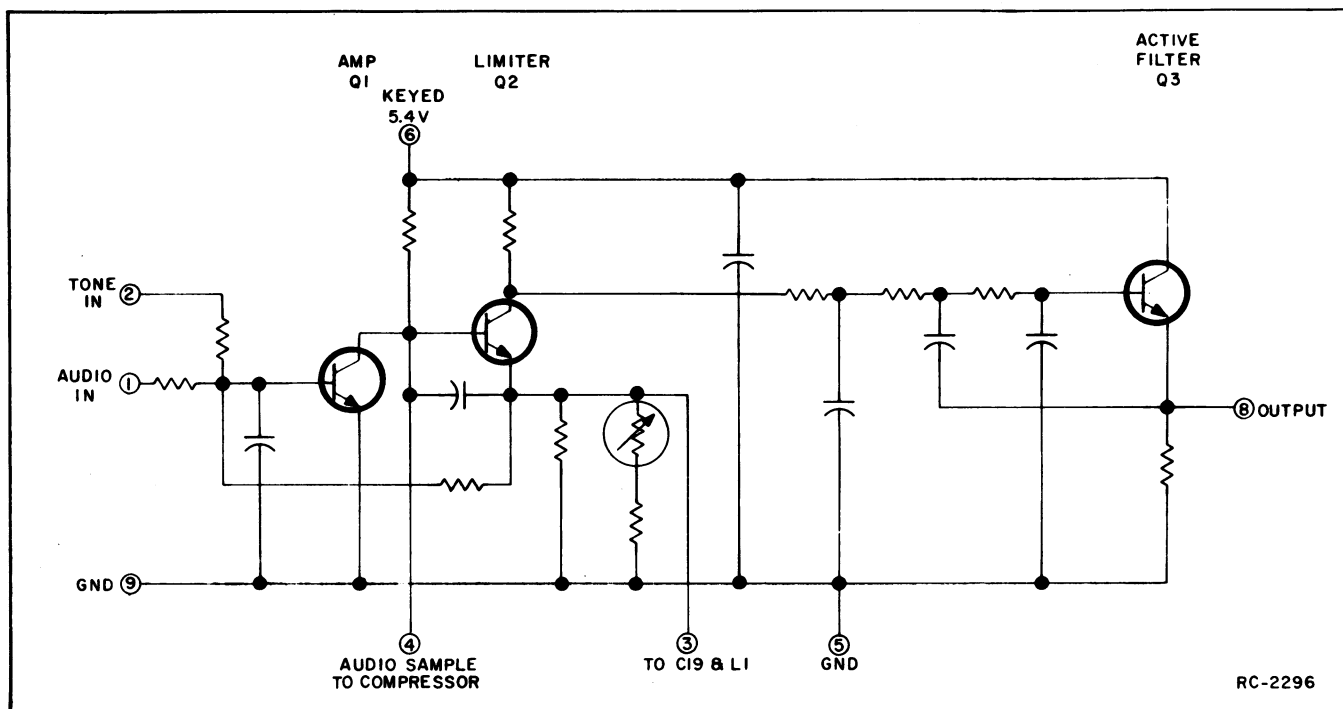 AMP
Q1
LIMITER
Q2
ACTIVE
FILTER
Q3
KEYED
5.4V
6
TONE
IN
2
AUDIO
IN
1
8 OUTPUT
GND 9
4
AUDIO SAMPLE
TO COMPRESSOR
3
TO C19 & L1
5
GND
RC-2296